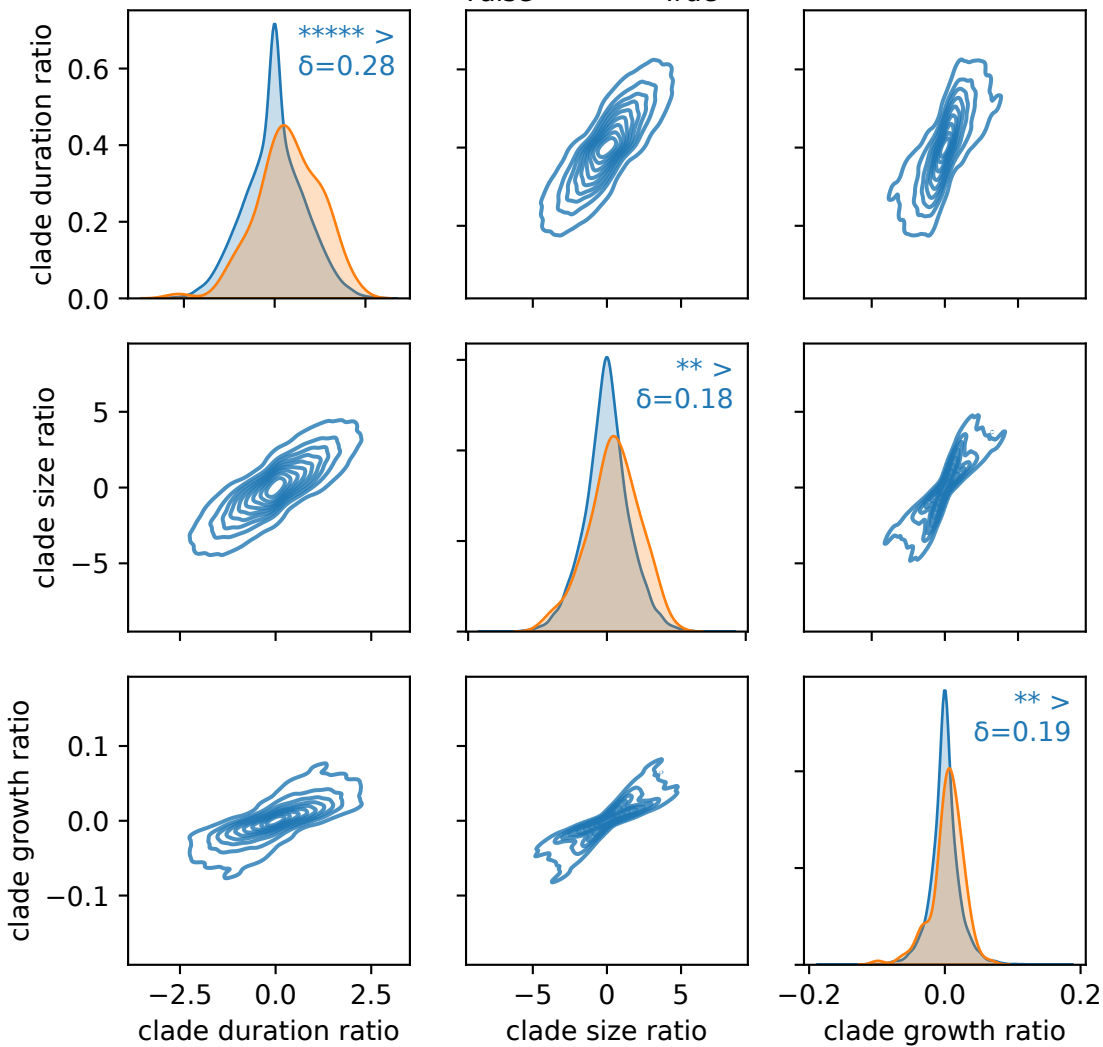 ***** >
δ=0.28
clade duration ratio
0.6
0.4
0.2
0.0
** >
δ=0.18
clade size ratio
5
0
−5
** >
δ=0.19
clade growth ratio
0.1
0.0
−0.1
−2.5 0.0 2.5
−5 0 5
−0.2 0.0 0.2
clade duration ratio
clade size ratio
clade growth ratio